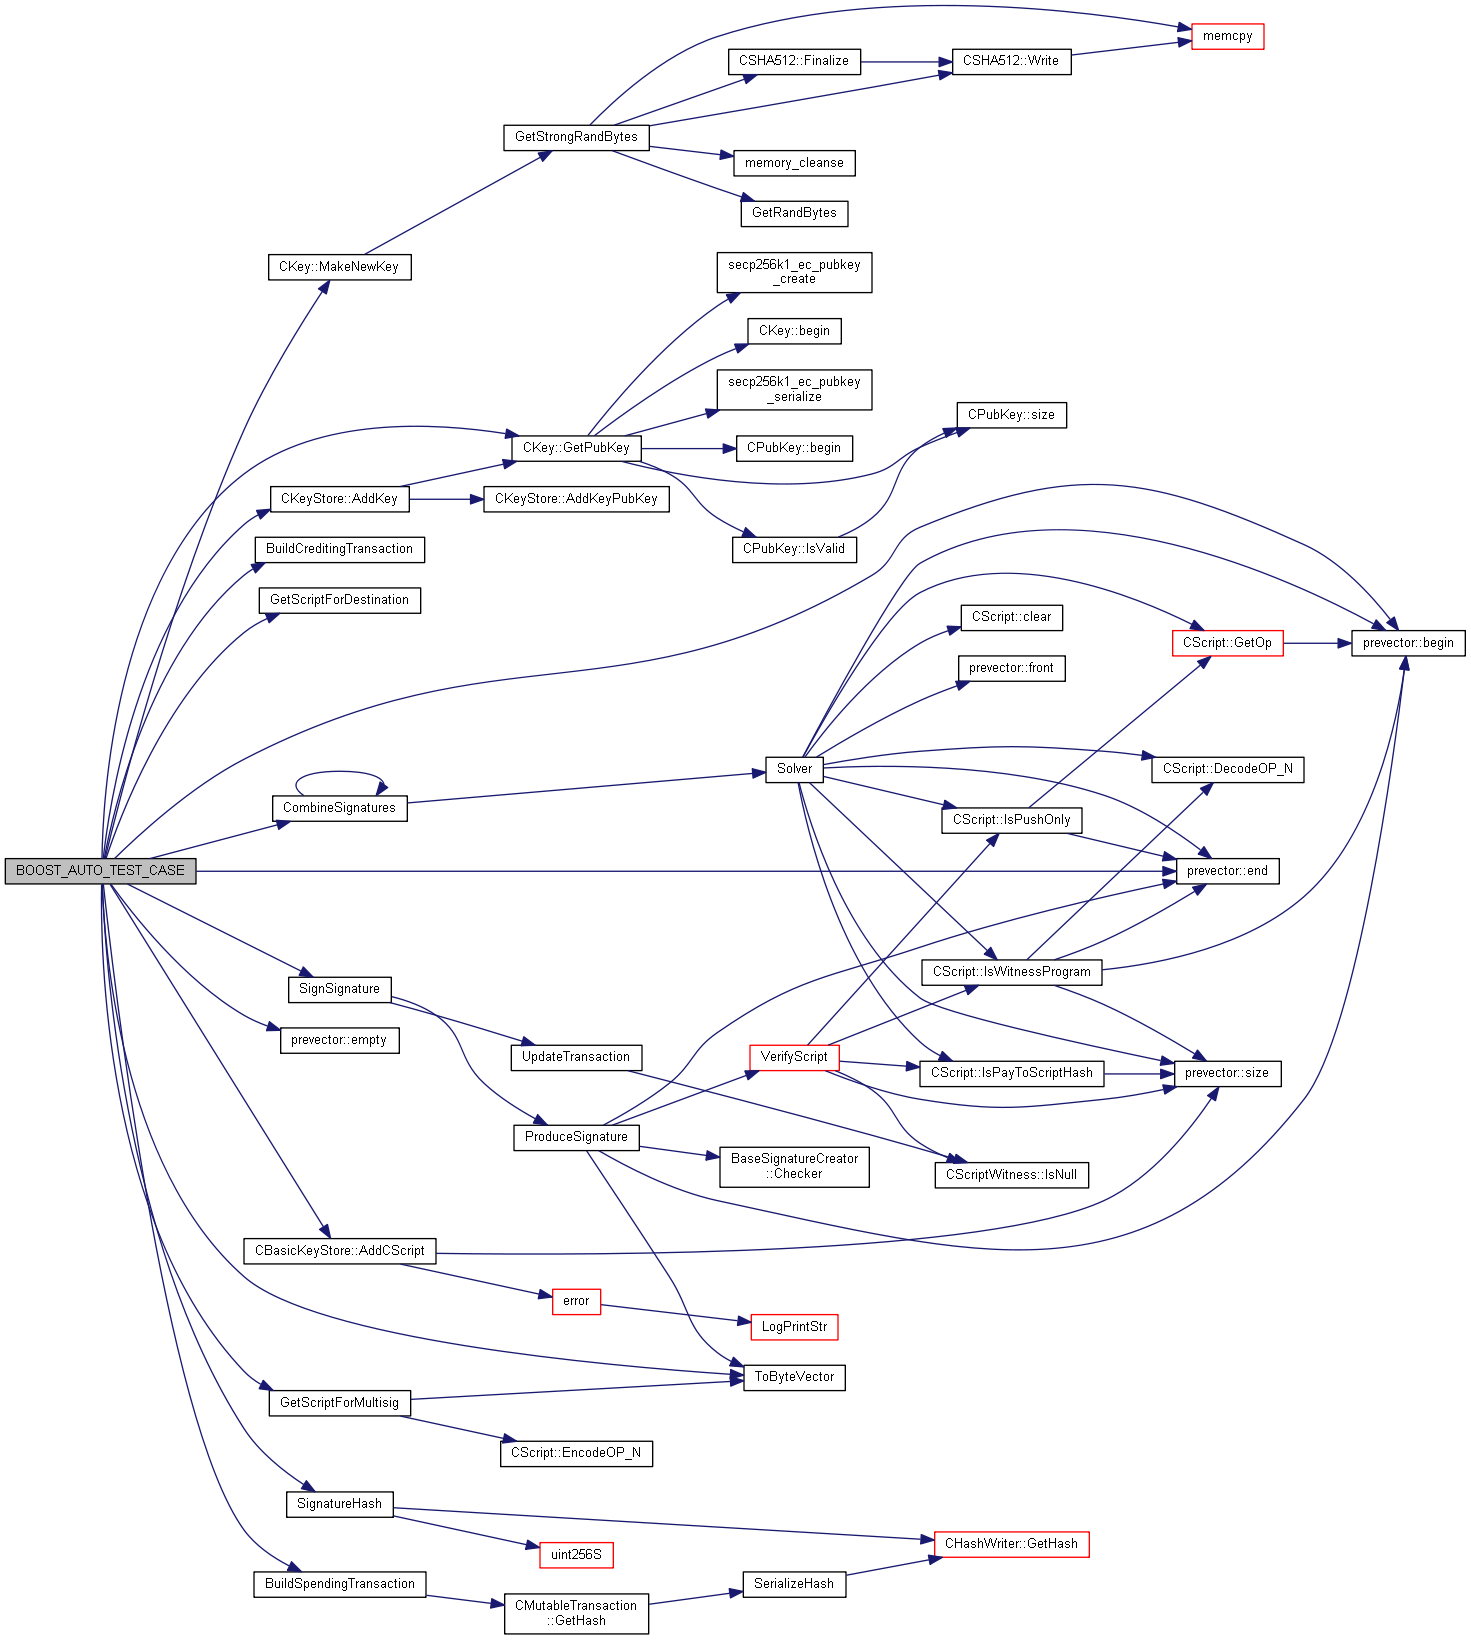 memcpy
CSHA512::Finalize
CSHA512::Write
GetStrongRandBytes
memory_cleanse
GetRandBytes
CKey::MakeNewKey
secp256k1_ec_pubkey
_create
CKey::begin
secp256k1_ec_pubkey
_serialize
CPubKey::size
CKey::GetPubKey
CPubKey::begin
CKeyStore::AddKey
CKeyStore::AddKeyPubKey
BuildCreditingTransaction
CPubKey::IsValid
GetScriptForDestination
CScript::clear
CScript::GetOp
prevector::begin
prevector::front
Solver
CScript::DecodeOP_N
CombineSignatures
CScript::IsPushOnly
BOOST_AUTO_TEST_CASE
prevector::end
CScript::IsWitnessProgram
SignSignature
prevector::empty
UpdateTransaction
VerifyScript
CScript::IsPayToScriptHash
prevector::size
ProduceSignature
BaseSignatureCreator
::Checker
CScriptWitness::IsNull
CBasicKeyStore::AddCScript
error
LogPrintStr
ToByteVector
GetScriptForMultisig
CScript::EncodeOP_N
SignatureHash
CHashWriter::GetHash
uint256S
BuildSpendingTransaction
SerializeHash
CMutableTransaction
::GetHash